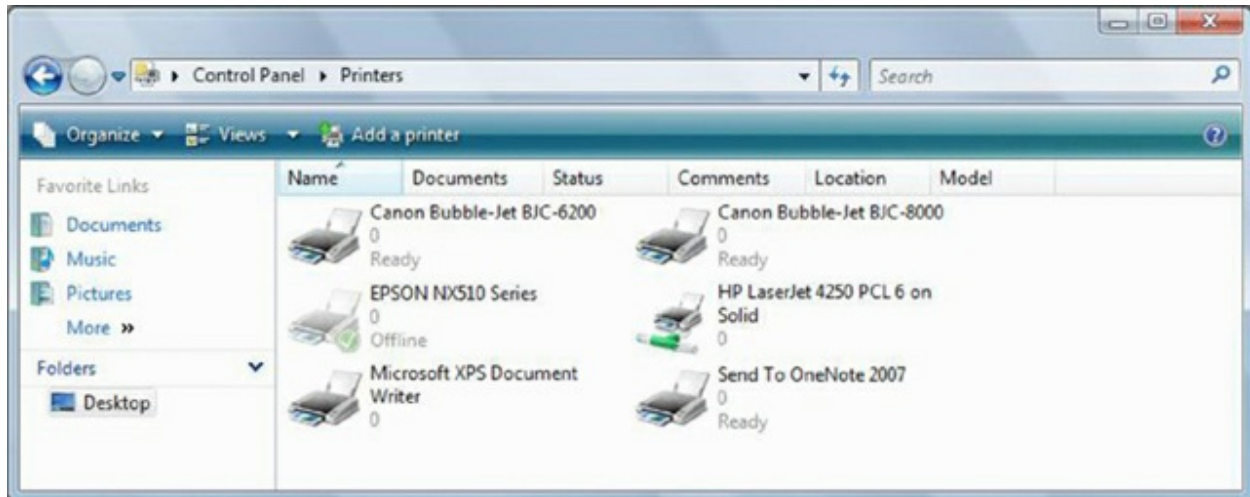 Control Panel Printers
Search
Organize Views Add a printer
Favorite Links
Documents
Music
Pictures
More »
Folders
Desktop
Name Documents Status Comments Location Model
Canon Bubble-Jet BJC-6200
0
Ready
Canon Bubble-Jet BJC-8000
0
Ready
EPSON NX510 Series
0
Offline
HP LaserJet 4250 PCL 6 on
Solid
0
Microsoft XPS Document
Writer
0
Send To OneNote 2007
0
Ready